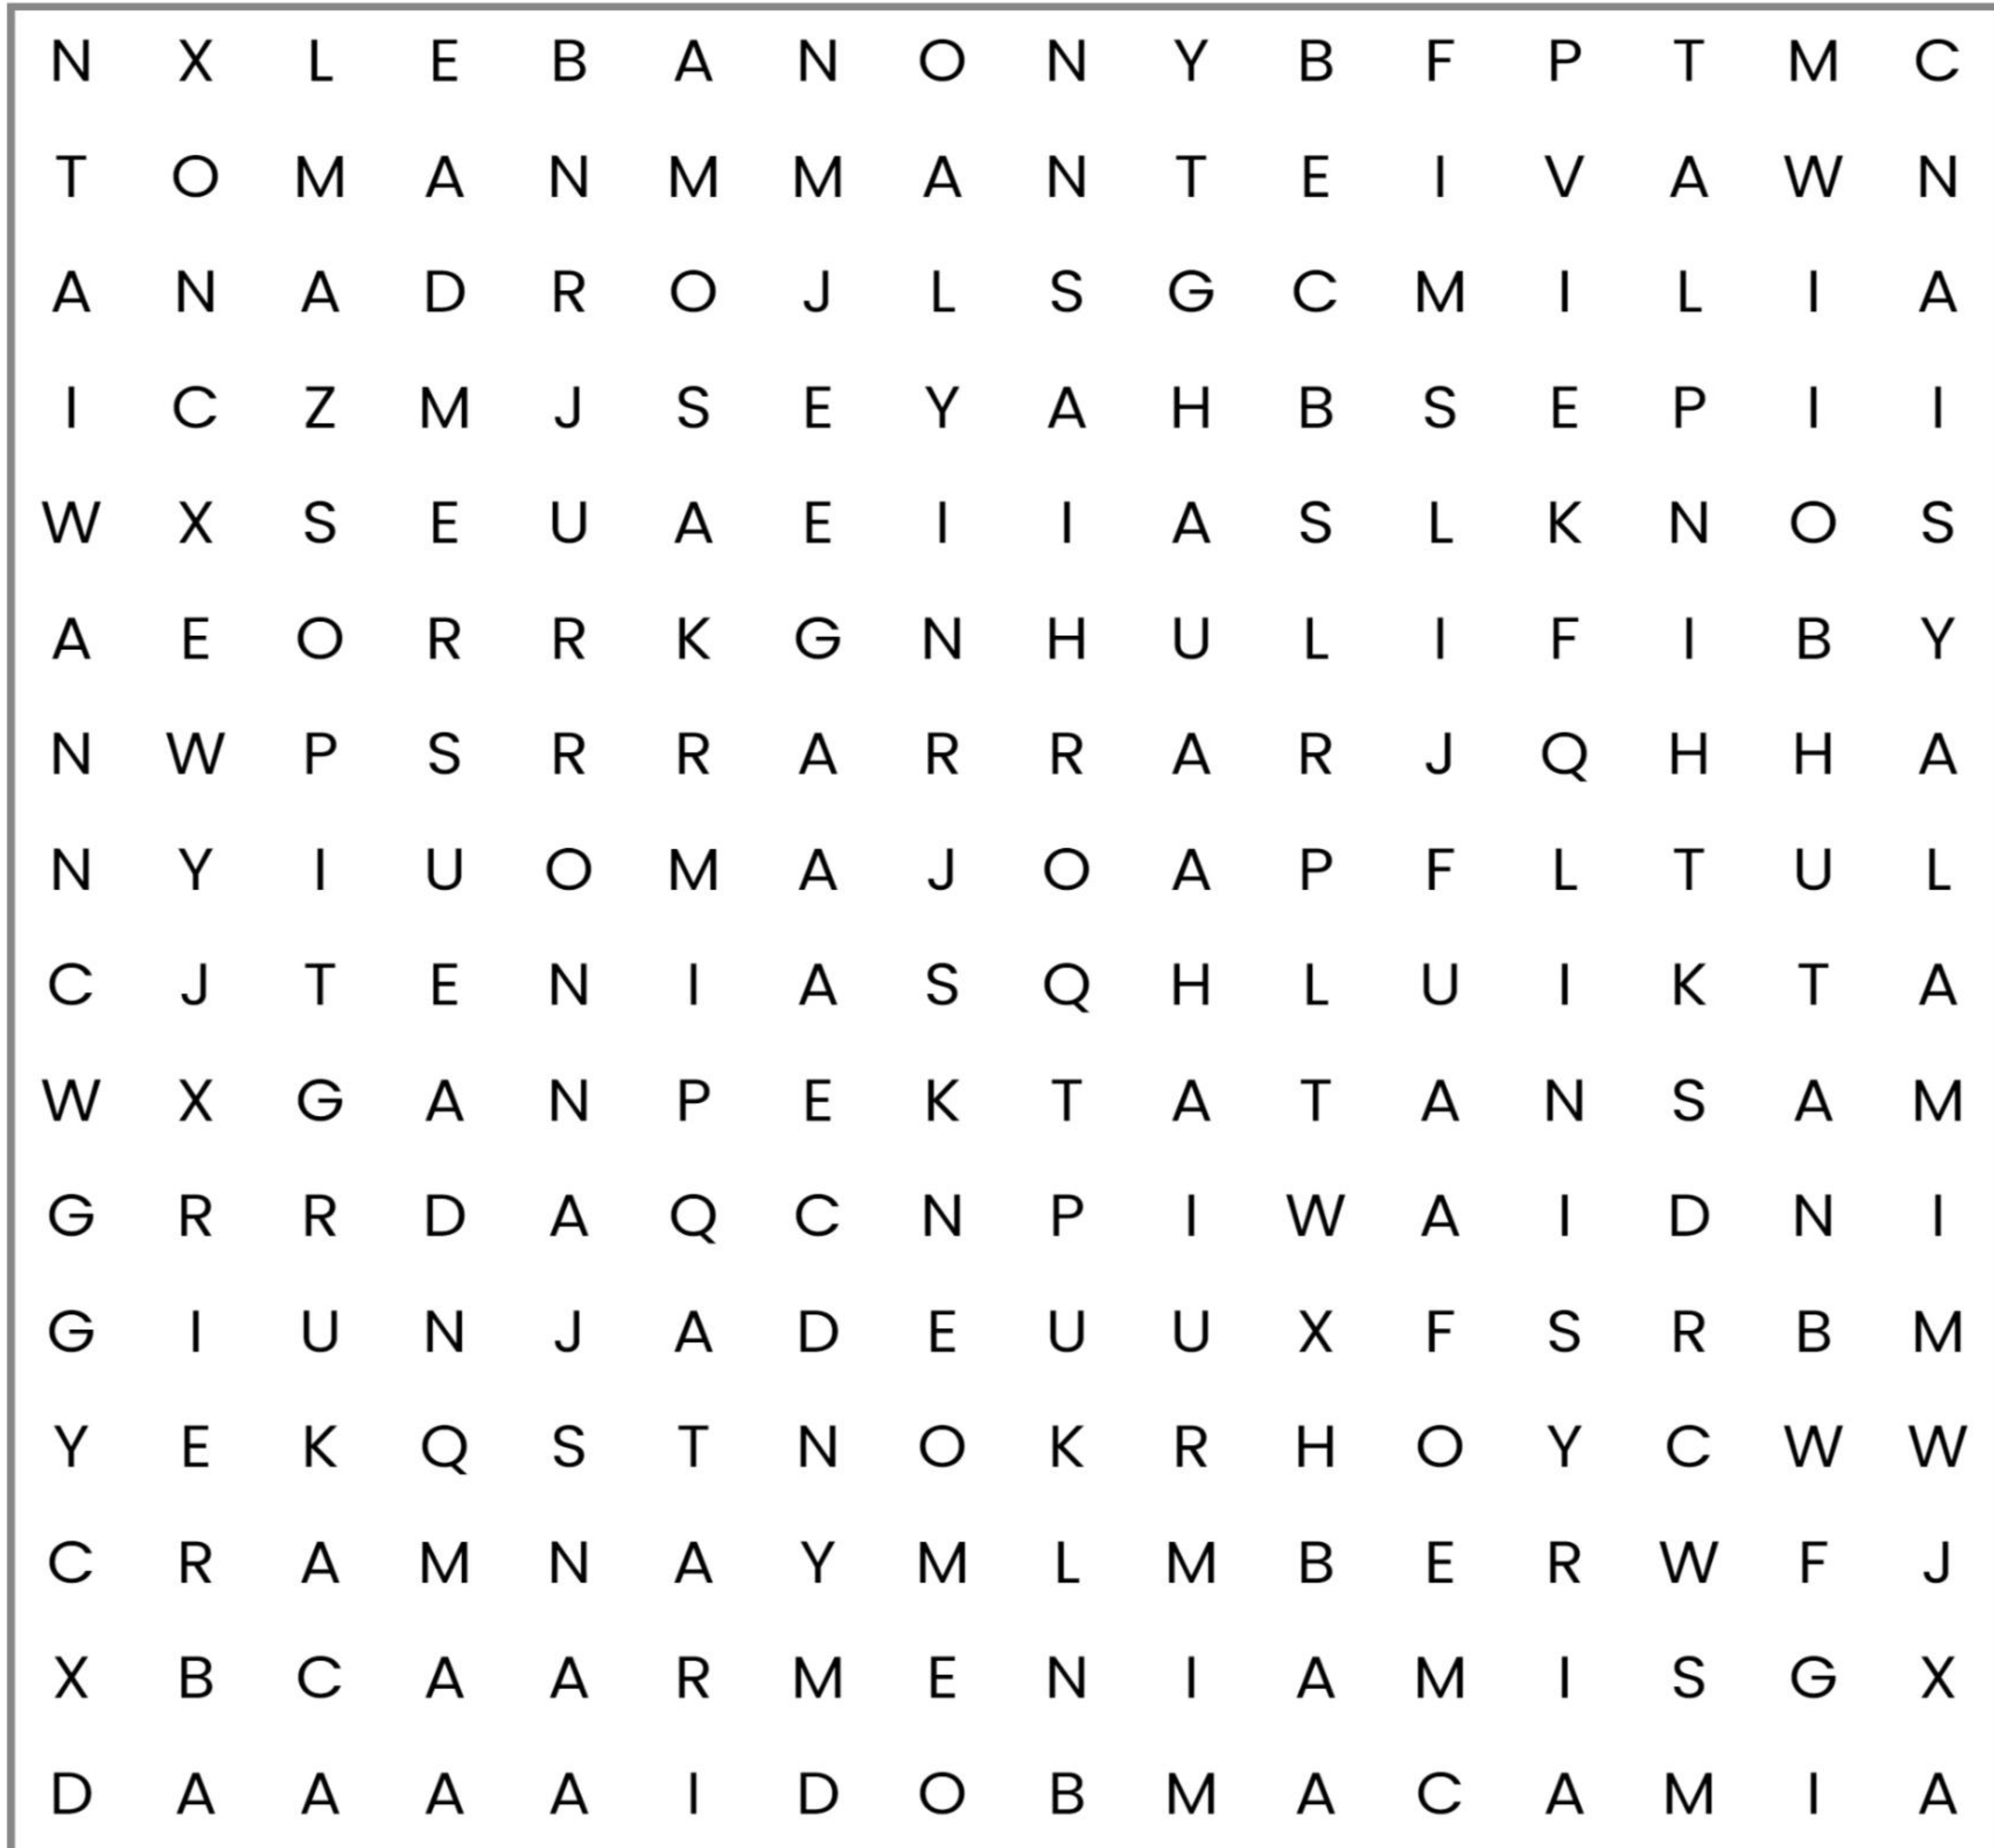 N X L E B A N O N Y B F P T M C
T O M A N M M A N T E I V A W N
A N A D R O J L S G C M I L I A
I C Z M J S E Y A H B S E P I I
W X S E U A E I I A S L K N O S
A E O R R K G N H U L I F I B Y
N W P S R R A R R A R J Q H H A
N Y I U O M A J O A P F L T U L
C J T E N I A S Q H L U I K T A
W X G A N P E K T A T A N S A M
G R R D A Q C N P I W A I D N I
G I U N J A D E U U X F S R B M
Y E K Q S T N O K R H O Y C W W
C R A M N A Y M L M B E R W F J
X B C A A R M E N I A M I S G X
D A A A A I D O B M A C A M I A